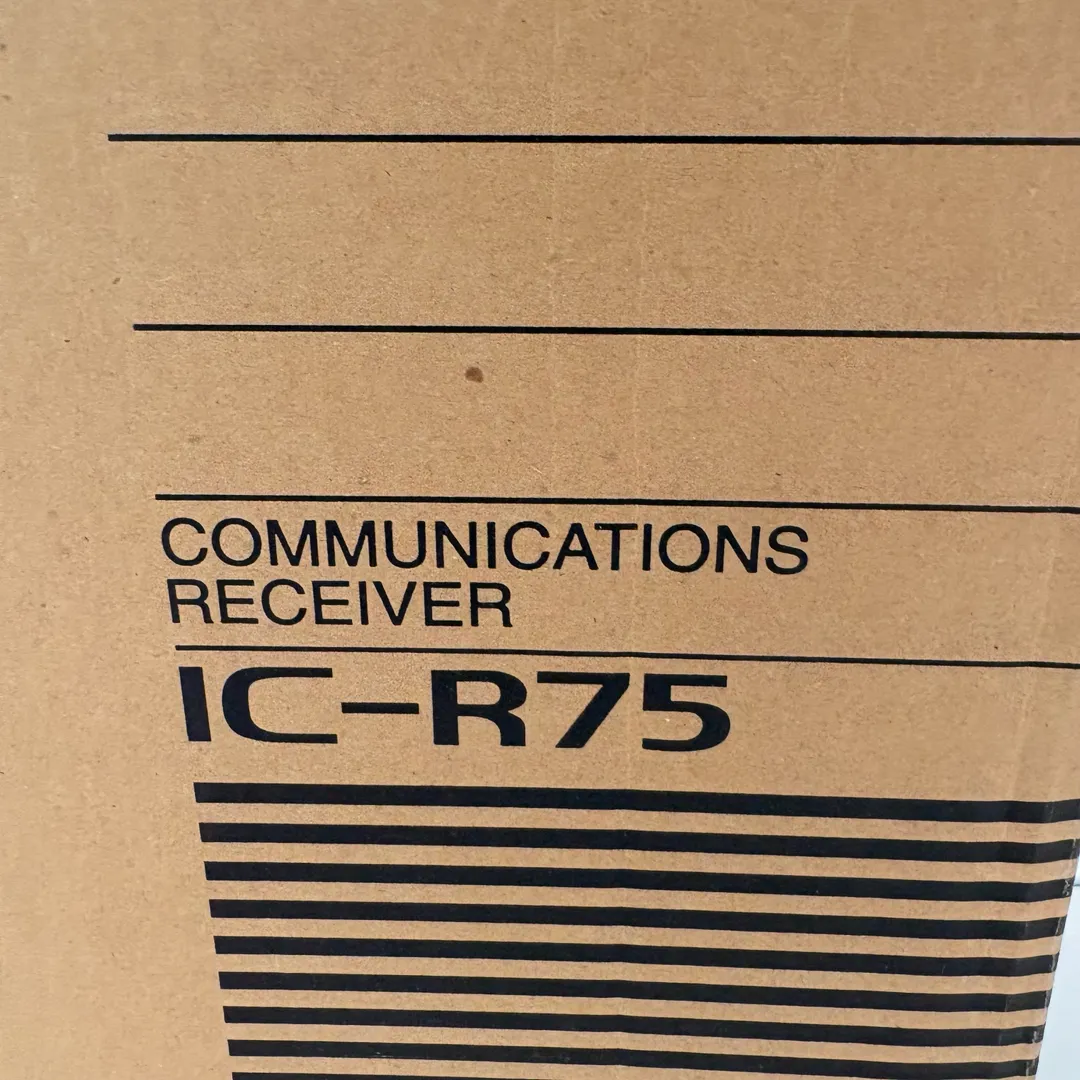 COMMUNICATIONS
RECEIVER
IC-R75